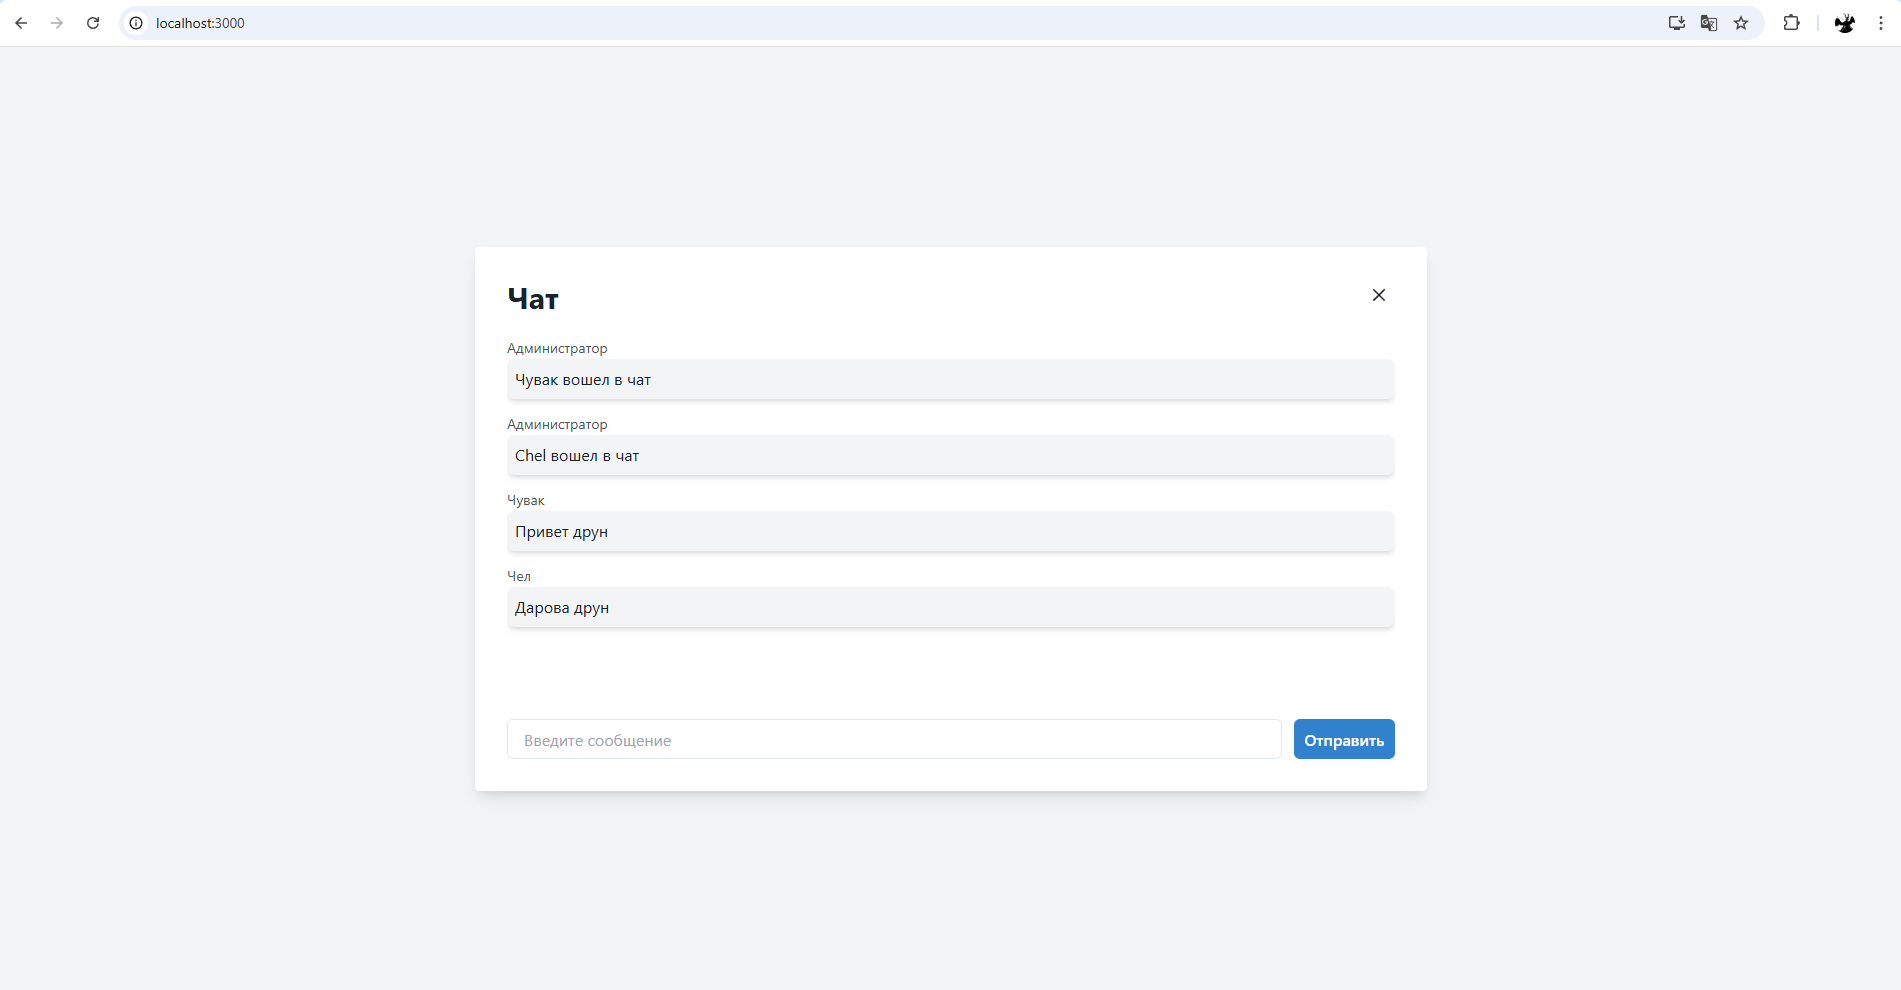 localhost:3000
Чат
Администратор
Чувак вошел в чат
Администратор
Chel вошел в чат
Чувак
Привет друн
Чел
Дарова друн
Введите сообщение
Отправить